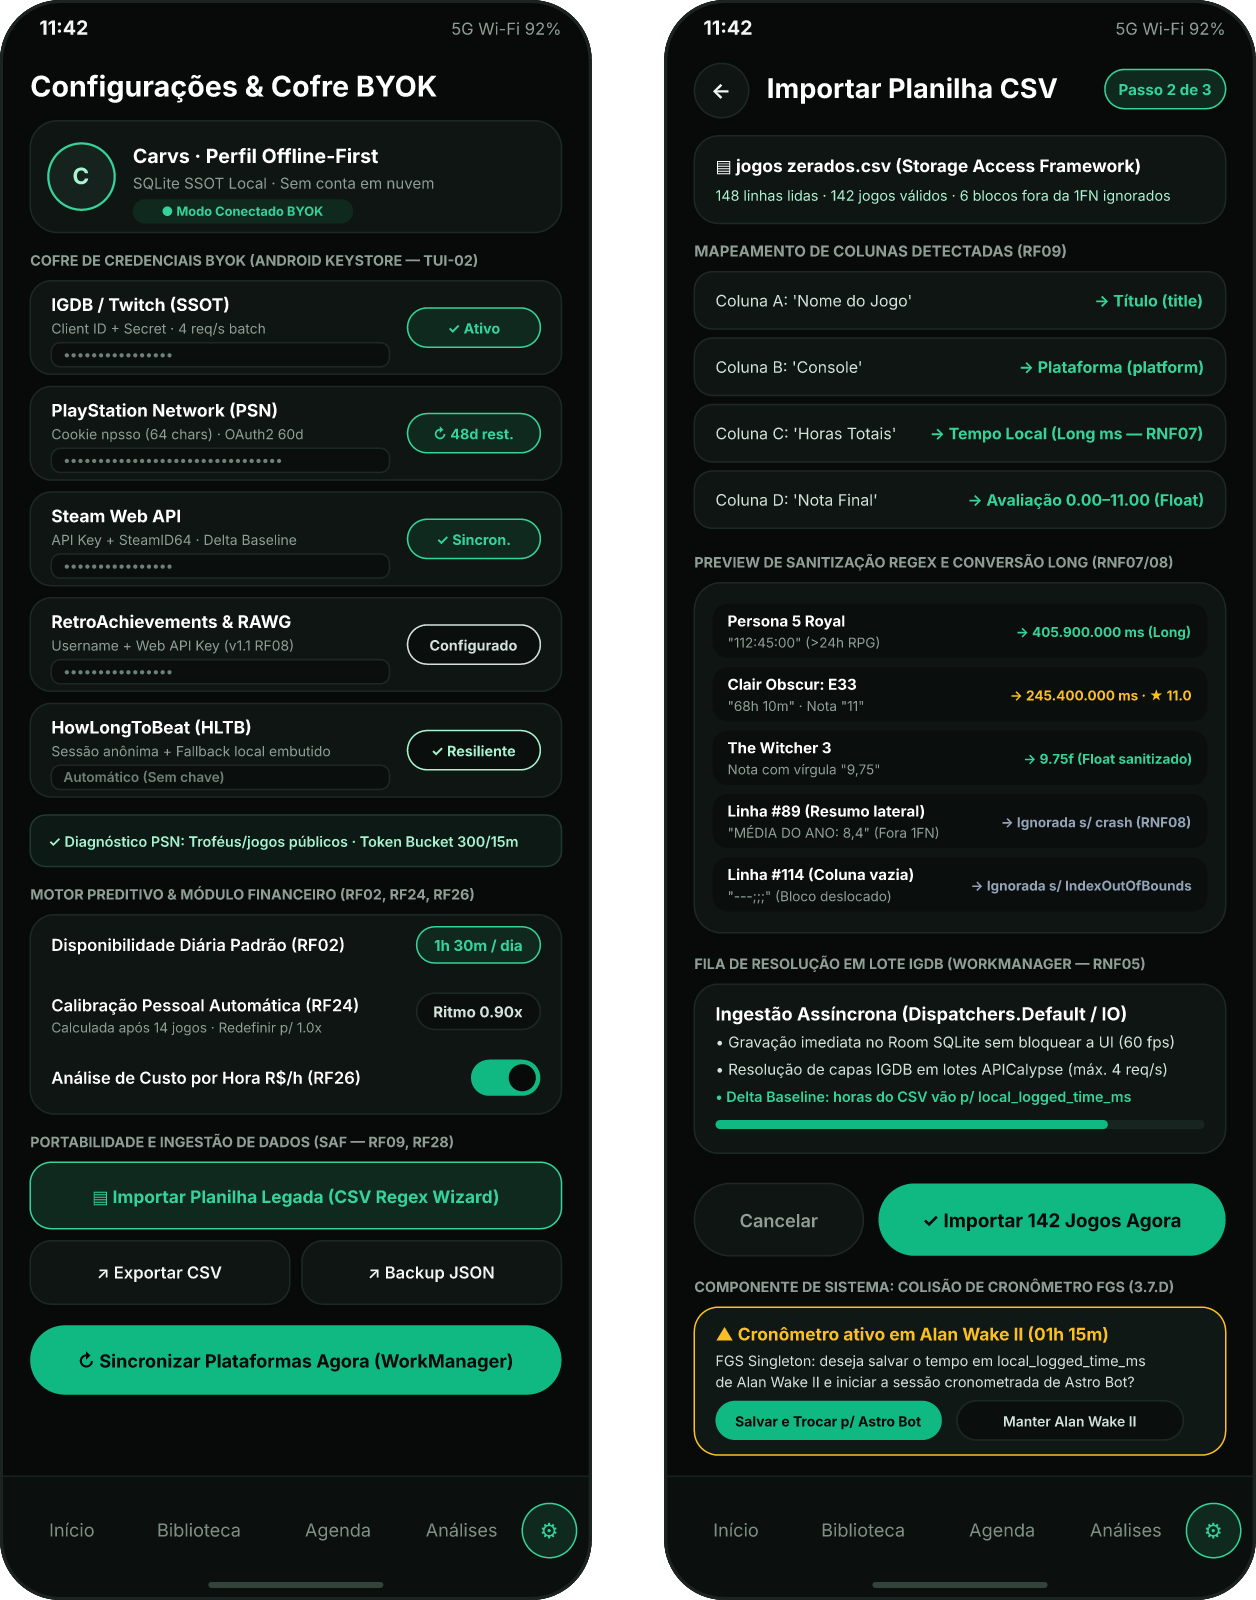 11:42
5G Wi-Fi 92%
Configurações & Cofre BYOK
C
Carvs · Perfil Offline-First
SQLite SSOT Local · Sem conta em nuvem
● Modo Conectado BYOK
COFRE DE CREDENCIAIS BYOK (ANDROID KEYSTORE — TUI-02)
IGDB / Twitch (SSOT)
Client ID + Secret · 4 req/s batch
••••••••••••••••
✓ Ativo
PlayStation Network (PSN)
Cookie npsso (64 chars) · OAuth2 60d
••••••••••••••••••••••••••••••••
↻ 48d rest.
Steam Web API
API Key + SteamID64 · Delta Baseline
••••••••••••••••
✓ Sincron.
RetroAchievements & RAWG
Username + Web API Key (v1.1 RF08)
••••••••••••••••
Configurado
HowLongToBeat (HLTB)
Sessão anônima + Fallback local embutido
Automático (Sem chave)
✓ Resiliente
✓ Diagnóstico PSN: Troféus/jogos públicos · Token Bucket 300/15m
MOTOR PREDITIVO & MÓDULO FINANCEIRO (RF02, RF24, RF26)
Disponibilidade Diária Padrão (RF02)
1h 30m / dia
Calibração Pessoal Automática (RF24)
Calculada após 14 jogos · Redefinir p/ 1.0x
Ritmo 0.90x
Análise de Custo por Hora R$/h (RF26)
PORTABILIDADE E INGESTÃO DE DADOS (SAF — RF09, RF28)
▤ Importar Planilha Legada (CSV Regex Wizard)
↗ Exportar CSV
↗ Backup JSON
↻ Sincronizar Plataformas Agora (WorkManager)
Início
Biblioteca
Agenda
Análises
⚙
11:42
5G Wi-Fi 92%
←
Importar Planilha CSV
Passo 2 de 3
▤ jogos zerados.csv (Storage Access Framework)
148 linhas lidas · 142 jogos válidos · 6 blocos fora da 1FN ignorados
MAPEAMENTO DE COLUNAS DETECTADAS (RF09)
Coluna A: 'Nome do Jogo'
→ Título (title)
Coluna B: 'Console'
→ Plataforma (platform)
Coluna C: 'Horas Totais'
→ Tempo Local (Long ms — RNF07)
Coluna D: 'Nota Final'
→ Avaliação 0.00–11.00 (Float)
PREVIEW DE SANITIZAÇÃO REGEX E CONVERSÃO LONG (RNF07/08)
Persona 5 Royal
"112:45:00" (>24h RPG)
→ 405.900.000 ms (Long)
Clair Obscur: E33
"68h 10m" · Nota "11"
→ 245.400.000 ms · ★ 11.0
The Witcher 3
Nota com vírgula "9,75"
→ 9.75f (Float sanitizado)
Linha #89 (Resumo lateral)
"MÉDIA DO ANO: 8,4" (Fora 1FN)
→ Ignorada s/ crash (RNF08)
Linha #114 (Coluna vazia)
"---;;;" (Bloco deslocado)
→ Ignorada s/ IndexOutOfBounds
FILA DE RESOLUÇÃO EM LOTE IGDB (WORKMANAGER — RNF05)
Ingestão Assíncrona (Dispatchers.Default / IO)
• Gravação imediata no Room SQLite sem bloquear a UI (60 fps)
• Resolução de capas IGDB em lotes APICalypse (máx. 4 req/s)
• Delta Baseline: horas do CSV vão p/ local_logged_time_ms
Cancelar
✓ Importar 142 Jogos Agora
COMPONENTE DE SISTEMA: COLISÃO DE CRONÔMETRO FGS (3.7.D)
▲ Cronômetro ativo em Alan Wake II (01h 15m)
FGS Singleton: deseja salvar o tempo em local_logged_time_ms
de Alan Wake II e iniciar a sessão cronometrada de Astro Bot?
Salvar e Trocar p/ Astro Bot
Manter Alan Wake II
Início
Biblioteca
Agenda
Análises
⚙